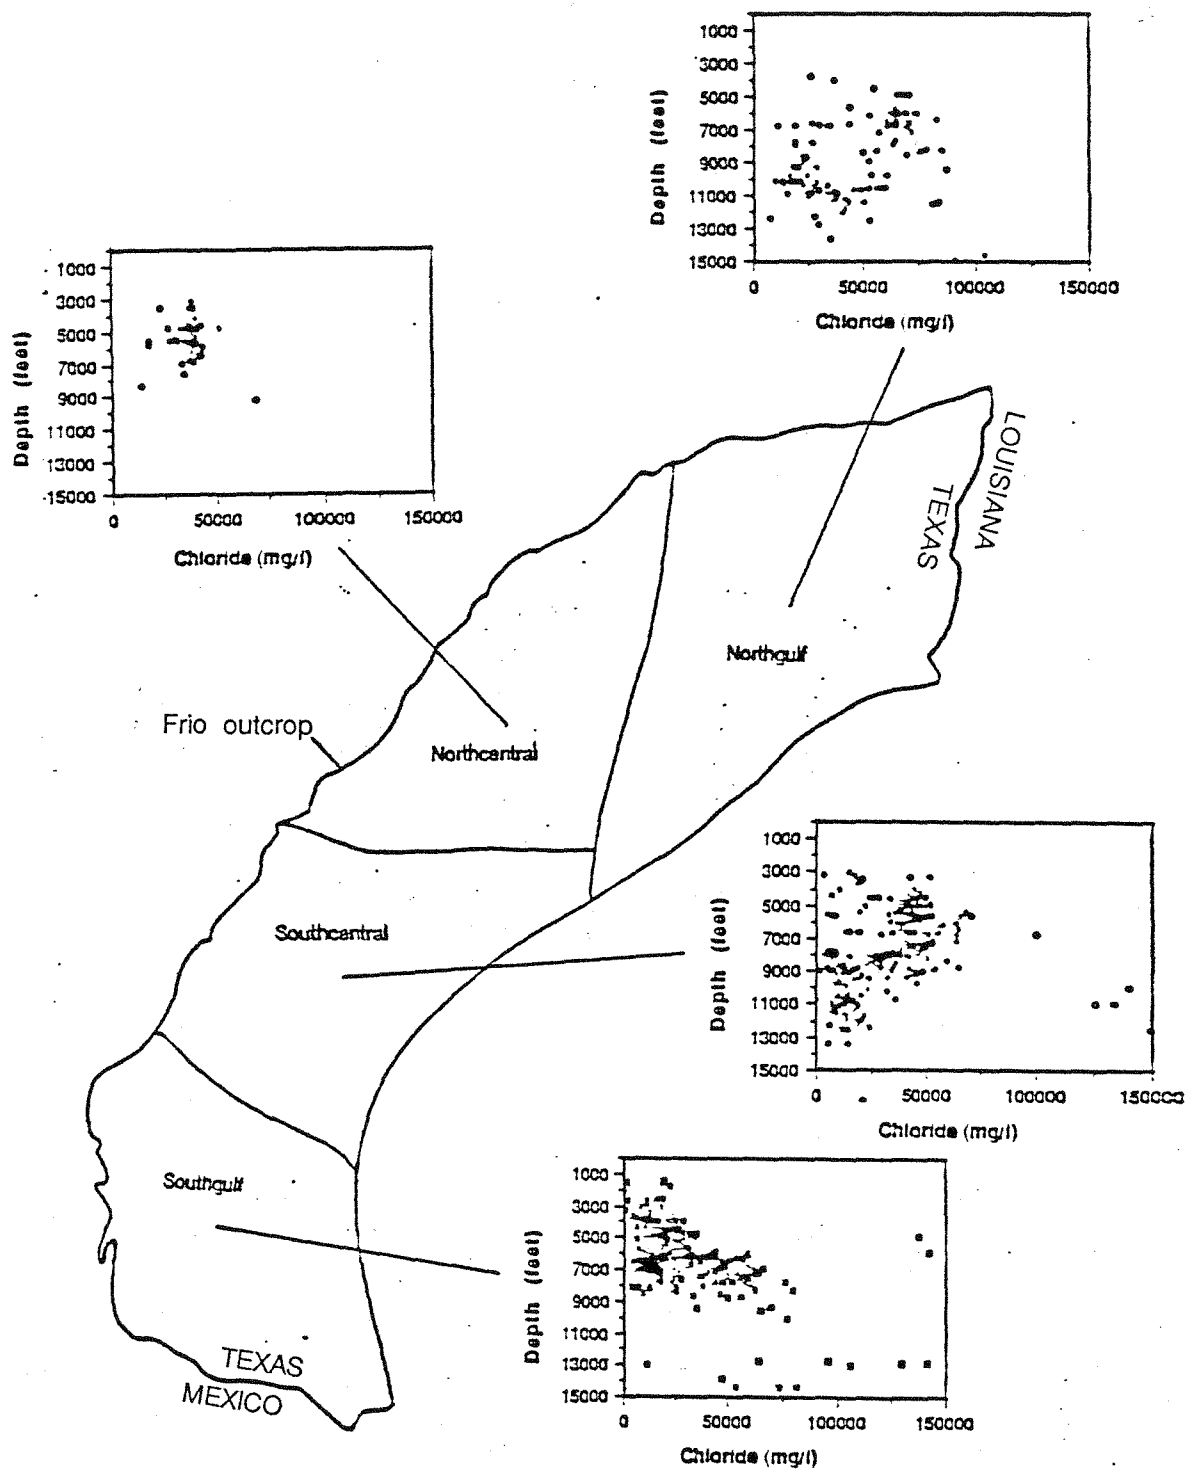 1000
3000
5000
7000
9000
11000
13000
15000
Depth (feet)
0 50000 100000 150000
Chloride (mg/l)
1000
3000
5000
7000
9000
11000
13000
15000
Depth (feet)
0 50000 100000 150000
Chloride (mg/l)
LOUISIANA
TEXAS
Northgulf
Frio outcrop
Northcentral
1000
3000
5000
7000
9000
11000
13000
15000
Depth (feet)
0 50000 100000 150000
Chloride (mg/l)
Southcentral
Southgulf
1000
3000
5000
7000
9000
11000
13000
15000
Depth (feet)
0 50000 100000 150000
Chloride (mg/l)
TEXAS
MEXICO